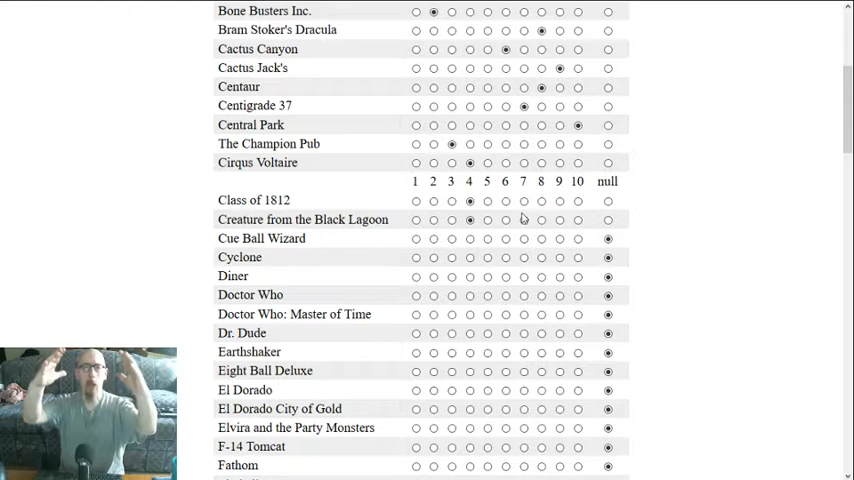 Bone Busters Inc.
Bram Stoker's Dracula
Cactus Canyon
Cactus Jack's
Centaur
Centigrade 37
Central Park
The Champion Pub
Cirqus Voltaire
1 2 3 4 5 6 7 8 9 10 null
Class of 1812
Creature from the Black Lagoon
Cue Ball Wizard
Cyclone
Diner
Doctor Who
Doctor Who: Master of Time
Dr. Dude
Earthshaker
Eight Ball Deluxe
El Dorado
El Dorado City of Gold
Elvira and the Party Monsters
F-14 Tomcat
Fathom